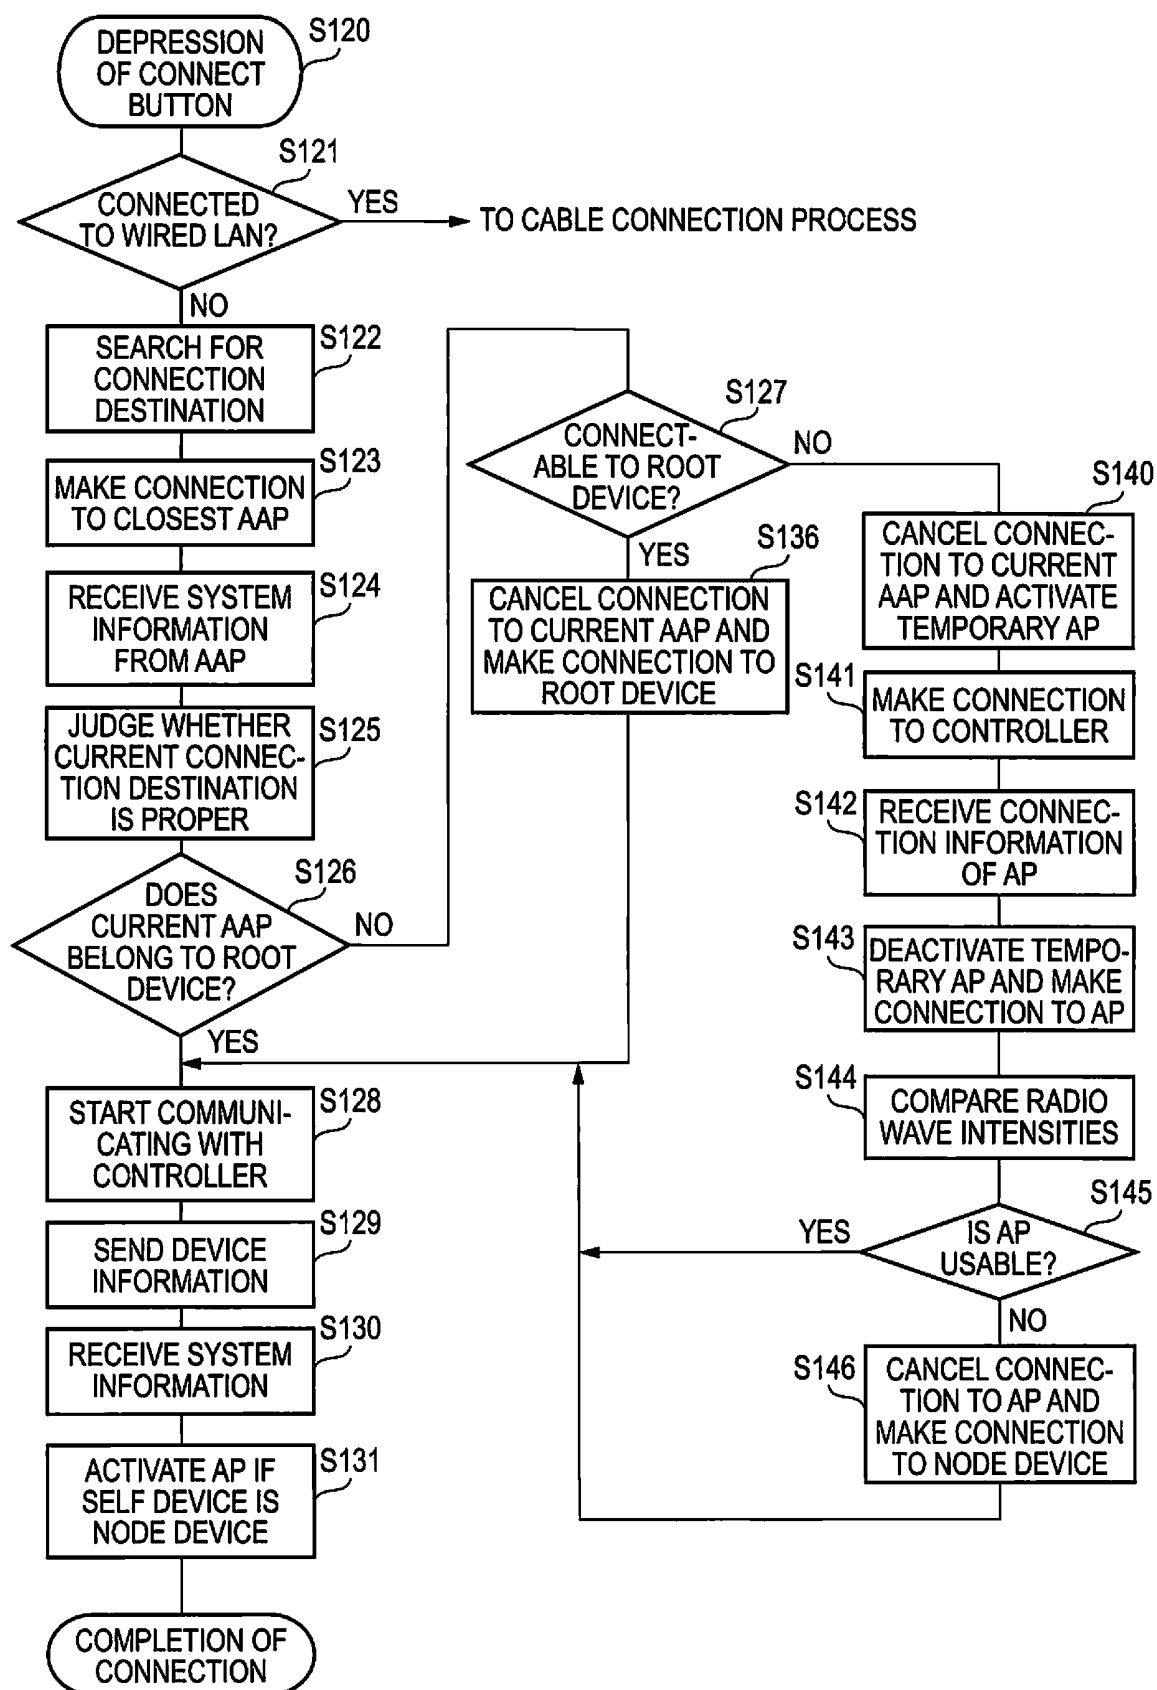 DEPRESSION
OF CONNECT
BUTTON
S120
CONNECTED
TO WIRED LAN?
S121
YES
TO CABLE CONNECTION PROCESS
NO
SEARCH FOR
CONNECTION
DESTINATION
S122
MAKE CONNECTION
TO CLOSEST AAP
S123
RECEIVE SYSTEM
INFORMATION
FROM AAP
S124
JUDGE WHETHER
CURRENT CONNEC-
TION DESTINATION
IS PROPER
S125
DOES
CURRENT AAP
BELONG TO ROOT
DEVICE?
S126
NO
YES
START COMMUNI-
CATING WITH
CONTROLLER
S128
SEND DEVICE
INFORMATION
S129
RECEIVE SYSTEM
INFORMATION
S130
ACTIVATE AP IF
SELF DEVICE IS
NODE DEVICE
S131
COMPLETION OF
CONNECTION
CONNECT-
ABLE TO ROOT
DEVICE?
S127
NO
YES
CANCEL CONNECTION
TO CURRENT AAP AND
MAKE CONNECTION TO
ROOT DEVICE
S136
CANCEL CONNEC-
TION TO CURRENT
AAP AND ACTIVATE
TEMPORARY AP
S140
MAKE CONNECTION
TO CONTROLLER
S141
RECEIVE CONNEC-
TION INFORMATION
OF AP
S142
DEACTIVATE TEMPO-
RARY AP AND MAKE
CONNECTION TO AP
S143
COMPARE RADIO
WAVE INTENSITIES
S144
IS AP
USABLE?
S145
YES
NO
CANCEL CONNEC-
TION TO AP AND
MAKE CONNECTION
TO NODE DEVICE
S146